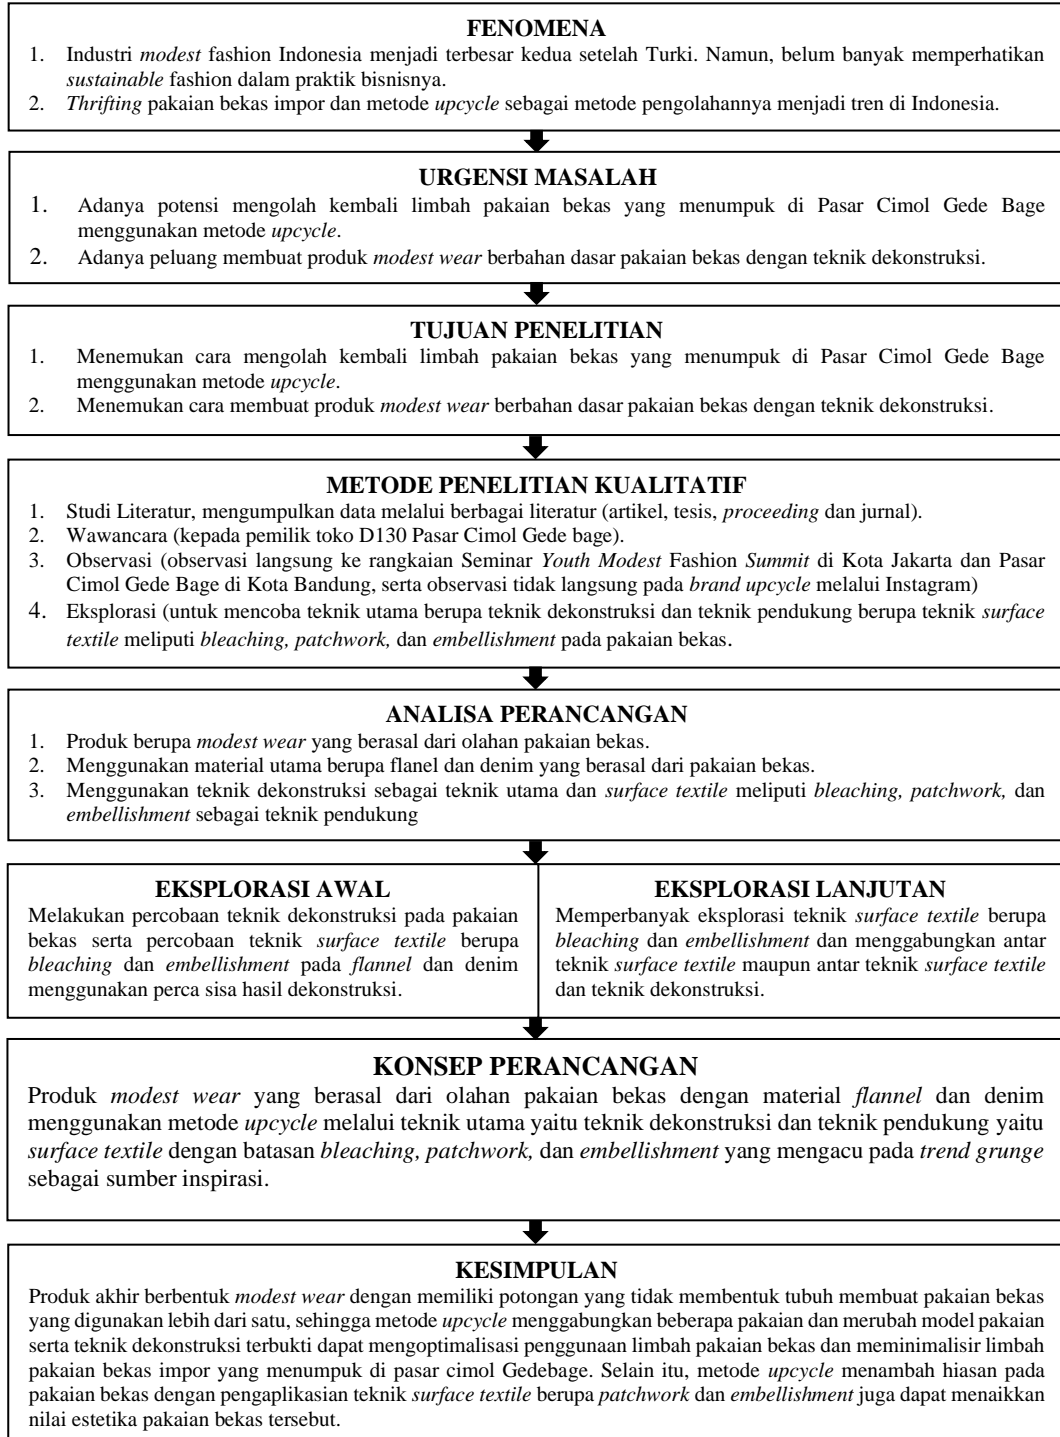 FENOMENA
1. Industri modest fashion Indonesia menjadi terbesar kedua setelah Turki. Namun, belum banyak memperhatikan
sustainable fashion dalam praktik bisnisnya.
2. Thrifting pakaian bekas impor dan metode upcycle sebagai metode pengolahannya menjadi tren di Indonesia.
URGENSI MASALAH
1. Adanya potensi mengolah kembali limbah pakaian bekas yang menumpuk di Pasar Cimol Gede Bage
menggunakan metode upcycle.
2. Adanya peluang membuat produk modest wear berbahan dasar pakaian bekas dengan teknik dekonstruksi.
TUJUAN PENELITIAN
1. Menemukan cara mengolah kembali limbah pakaian bekas yang menumpuk di Pasar Cimol Gede Bage
menggunakan metode upcycle.
2. Menemukan cara membuat produk modest wear berbahan dasar pakaian bekas dengan teknik dekonstruksi.
METODE PENELITIAN KUALITATIF
1. Studi Literatur, mengumpulkan data melalui berbagai literatur (artikel, tesis, proceeding dan jurnal).
2. Wawancara (kepada pemilik toko D130 Pasar Cimol Gede bage).
3. Observasi (observasi langsung ke rangkaian Seminar Youth Modest Fashion Summit di Kota Jakarta dan Pasar
Cimol Gede Bage di Kota Bandung, serta observasi tidak langsung pada brand upcycle melalui Instagram)
4. Eksplorasi (untuk mencoba teknik utama berupa teknik dekonstruksi dan teknik pendukung berupa teknik surface
textile meliputi bleaching, patchwork, dan embellishment pada pakaian bekas.
ANALISA PERANCANGAN
1. Produk berupa modest wear yang berasal dari olahan pakaian bekas.
2. Menggunakan material utama berupa flanel dan denim yang berasal dari pakaian bekas.
3. Menggunakan teknik dekonstruksi sebagai teknik utama dan surface textile meliputi bleaching, patchwork, dan
embellishment sebagai teknik pendukung
EKSPLORASI AWAL
Melakukan percobaan teknik dekonstruksi pada pakaian
bekas serta percobaan teknik surface textile berupa
bleaching dan embellishment pada flannel dan denim
menggunakan perca sisa hasil dekonstruksi.
EKSPLORASI LANJUTAN
Memperbanyak eksplorasi teknik surface textile berupa
bleaching dan embellishment dan menggabungkan antar
teknik surface textile maupun antar teknik surface textile
dan teknik dekonstruksi.
KONSEP PERANCANGAN
Produk modest wear yang berasal dari olahan pakaian bekas dengan material flannel dan denim
menggunakan metode upcycle melalui teknik utama yaitu teknik dekonstruksi dan teknik pendukung yaitu
surface textile dengan batasan bleaching, patchwork, dan embellishment yang mengacu pada trend grunge
sebagai sumber inspirasi.
KESIMPULAN
Produk akhir berbentuk modest wear dengan memiliki potongan yang tidak membentuk tubuh membuat pakaian bekas
yang digunakan lebih dari satu, sehingga metode upcycle menggabungkan beberapa pakaian dan merubah model pakaian
serta teknik dekonstruksi terbukti dapat mengoptimalisasi penggunaan limbah pakaian bekas dan meminimalisir limbah
pakaian bekas impor yang menumpuk di pasar cimol Gedebage. Selain itu, metode upcycle menambah hiasan pada
pakaian bekas dengan pengaplikasian teknik surface textile berupa patchwork dan embellishment juga dapat menaikkan
nilai estetika pakaian bekas tersebut.